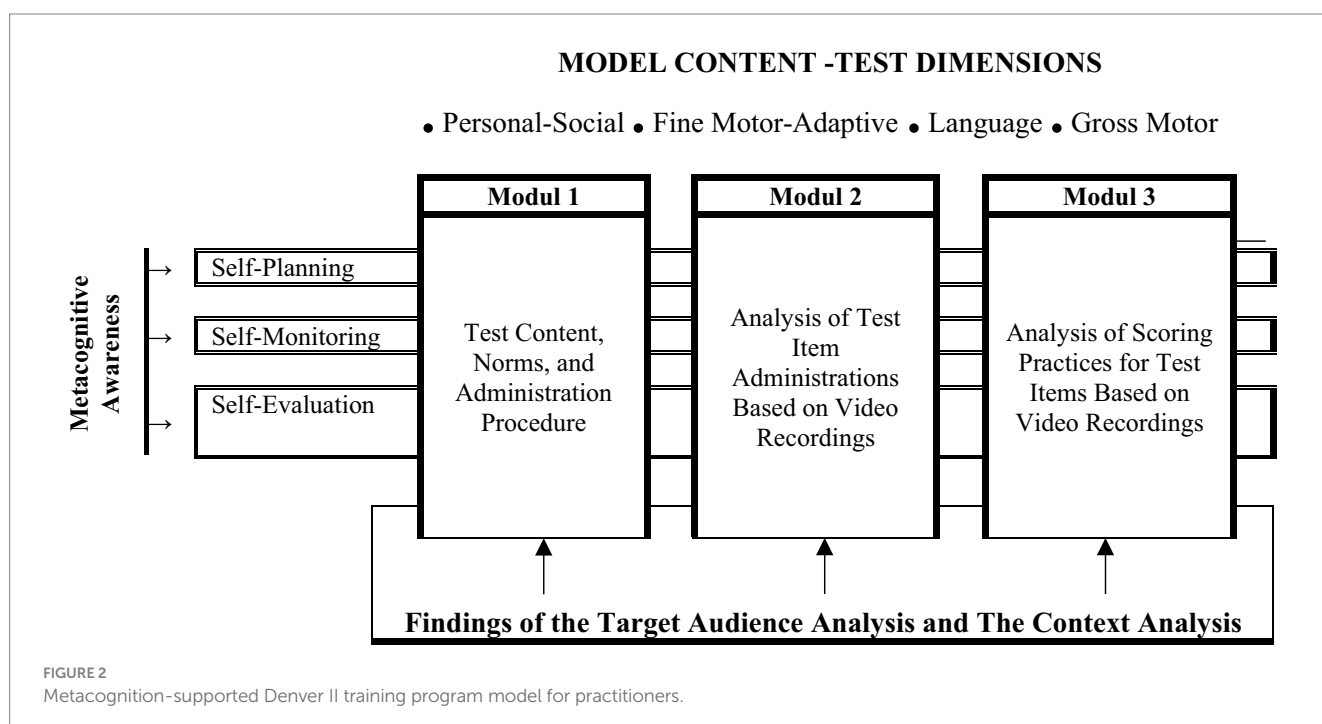 MODEL CONTENT -TEST DIMENSIONS
• Personal-Social • Fine Motor-Adaptive • Language • Gross Motor
Metacognitive
Awareness
→ Self-Planning
→ Self-Monitoring
→ Self-Evaluation
Modul 1
Test Content,
Norms, and
Administration
Procedure
Modul 2
Analysis of Test
Item
Administrations
Based on Video
Recordings
Modul 3
Analysis of Scoring
Practices for Test
Items Based on
Video Recordings
Findings of the Target Audience Analysis and The Context Analysis
FIGURE 2
Metacognition-supported Denver II training program model for practitioners.